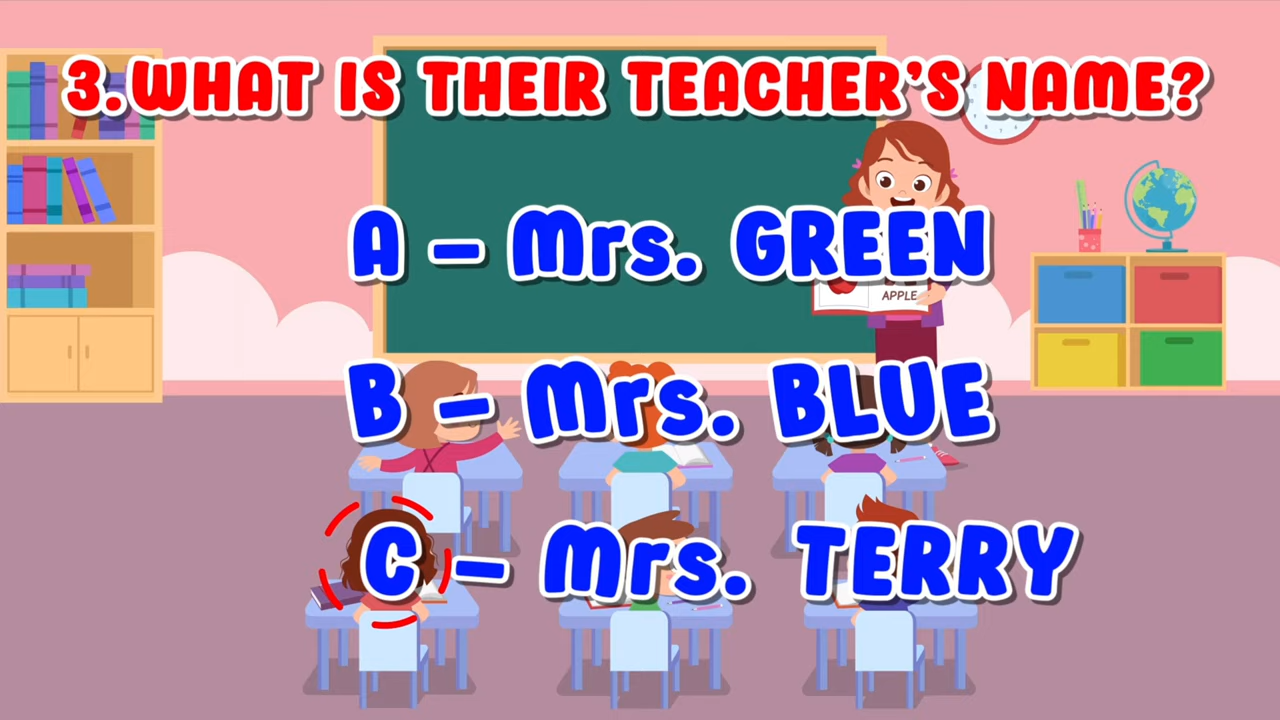 3. WHAT IS THEIR TEACHER'S NAME?
A – Mrs. GREEN
APPLE
B – Mrs. BLUE
C – Mrs. TERRY